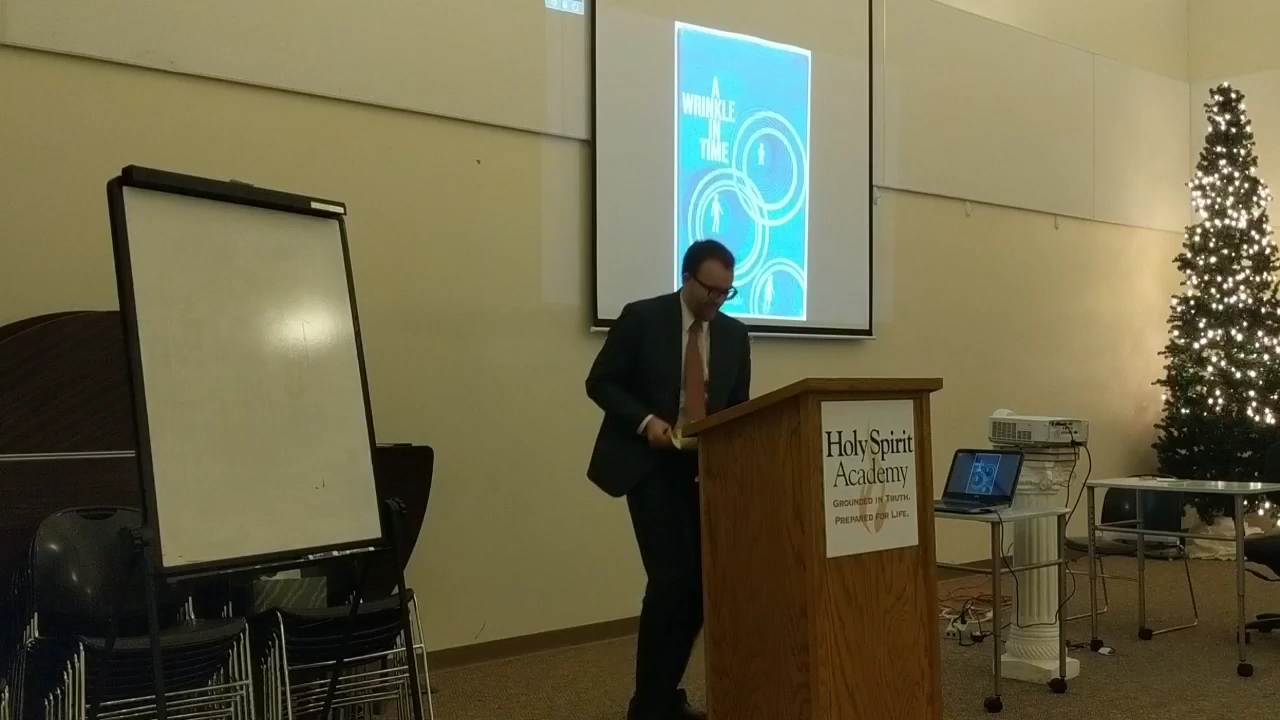 A
WRINKLE
IN
TIME
Holy Spirit
Academy
GROUNDED IN TRUTH.
PREPARED FOR LIFE.